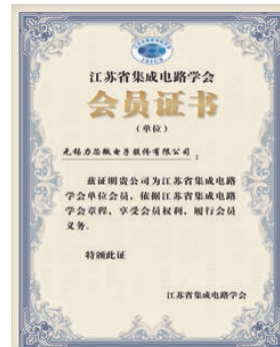 江苏省集成电路学会
会员证书
（单位）
无锡力芯微电子股份有限公司：
兹证明贵公司为江苏省集成电路
学会单位会员，依据江苏省集成电路
学会章程，享受会员权利，履行会员
义务。
特颁此证
江苏省集成电路学会